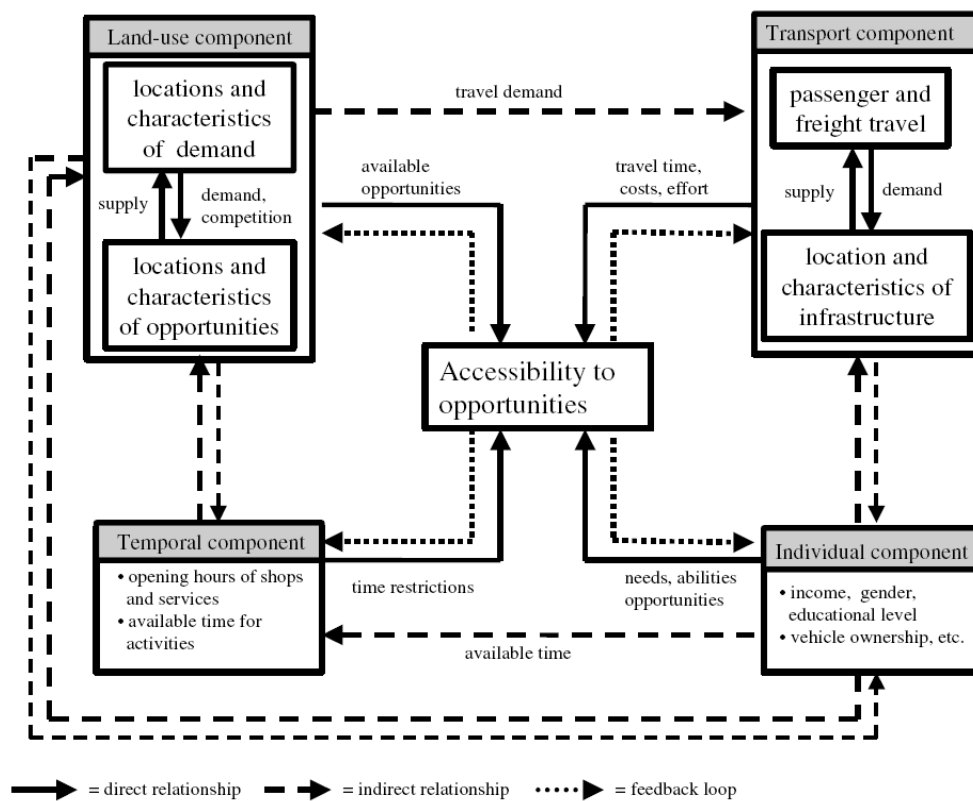 Land-use component
locations and
characteristics
of demand
supply
demand,
competition
locations and
characteristics
of opportunities
travel demand
available
opportunities
travel time,
costs, effort
Transport component
passenger and
freight travel
supply
demand
location and
characteristics of
infrastructure
Accessibility to
opportunities
Temporal component
• opening hours of shops
and services
• available time for
activities
time restrictions
needs, abilities
opportunities
available time
Individual component
• income, gender,
educational level
• vehicle ownership, etc.
= direct relationship
= indirect relationship
= feedback loop